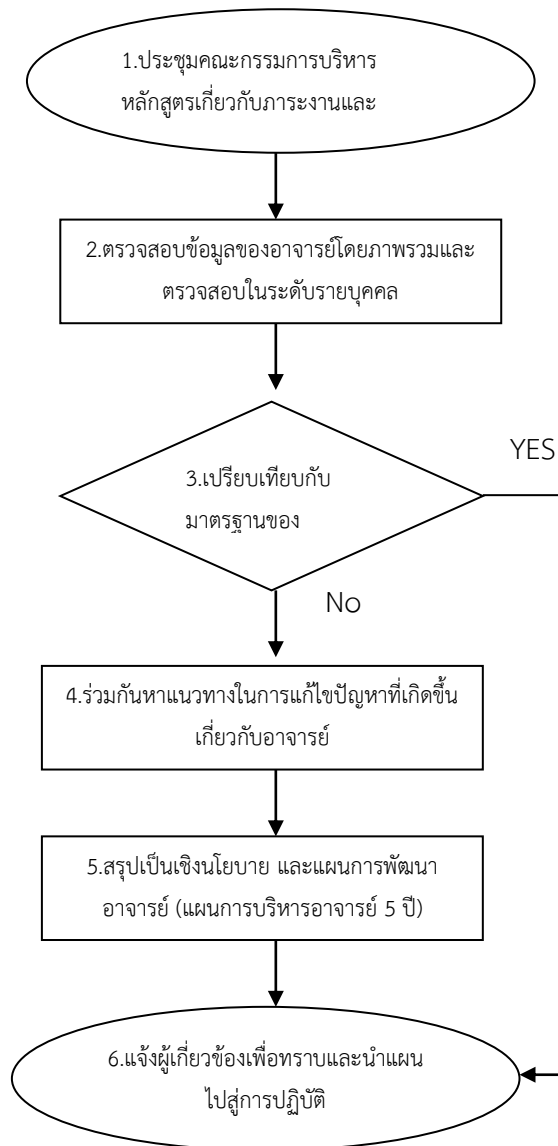 1.ประชุมคณะกรรมการบริหาร
หลักสูตรเกี่ยวกับภาระงานและ
2.ตรวจสอบข้อมูลของอาจารย์โดยภาพรวมและ
ตรวจสอบในระดับรายบุคคล
YES
3.เปรียบเทียบกับ
มาตรฐานของ
No
4.ร่วมกันหาแนวทางในการแก้ไขปัญหาที่เกิดขึ้น
เกี่ยวกับอาจารย์
5.สรุปเป็นเชิงนโยบาย และแผนการพัฒนา
อาจารย์ (แผนการบริหารอาจารย์ 5 ปี)
6.แจ้งผู้เกี่ยวข้องเพื่อทราบและนำแผน
ไปสู่การปฏิบัติ